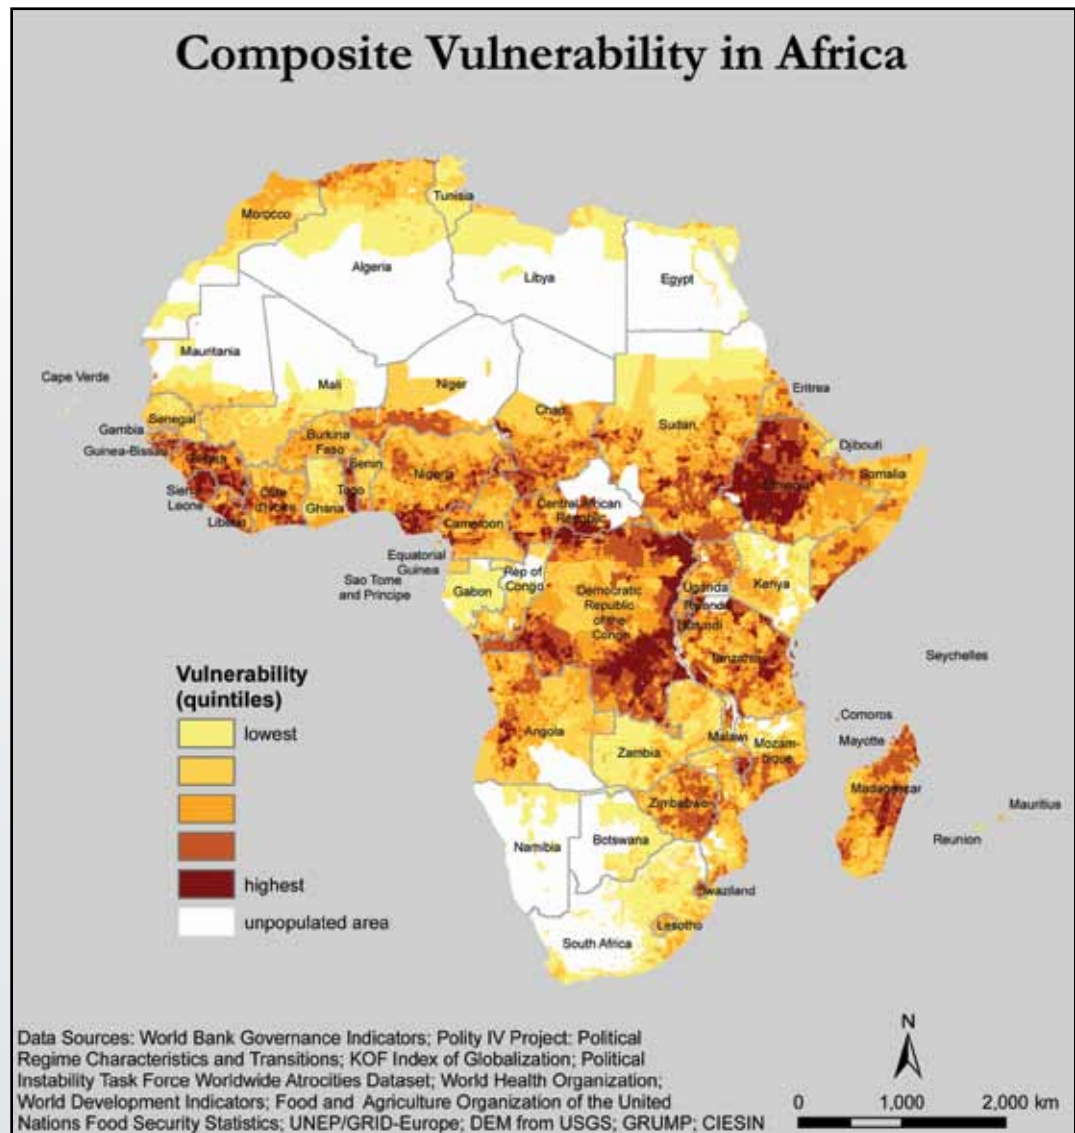 Composite Vulnerability in Africa
Tunisia
Morocco
Algeria
Libya
Egypt
Mauritania
Mali
Niger
Cape Verde
Chad
Eritrea
Senegal
Sudan
Gambia
Burkina
Faso
Djibouti
Guinea-Bissau
Benin
Nigeria
Somalia
Sierra
Leone
Côte
d'Ivoire
Togo
Ghana
Liberia
Central African
Republic
Cameroon
Equatorial
Guinea
Rep of
Congo
Uganda
Kenya
Sao Tome
and Principe
Gabon
Democratic
Republic
of the
Congo
Rwanda
Burundi
Tanzania
Seychelles
Vulnerability
(quintiles)
lowest
highest
unpopulated area
Comoros
Mayotte
Angola
Malawi
Zambia
Mozam-
bique
Madagascar
Zimbabwe
Mauritius
Namibia
Botswana
Reunion
Swaziland
Lesotho
South Africa
Data Sources: World Bank Governance Indicators; Polity IV Project: Political
Regime Characteristics and Transitions; KOF Index of Globalization; Political
Instability Task Force Worldwide Atrocities Dataset; World Health Organization;
World Development Indicators; Food and Agriculture Organization of the United
Nations Food Security Statistics; UNEP/GRID-Europe; DEM from USGS; GRUMP; CIESIN
N
0 1,000 2,000 km